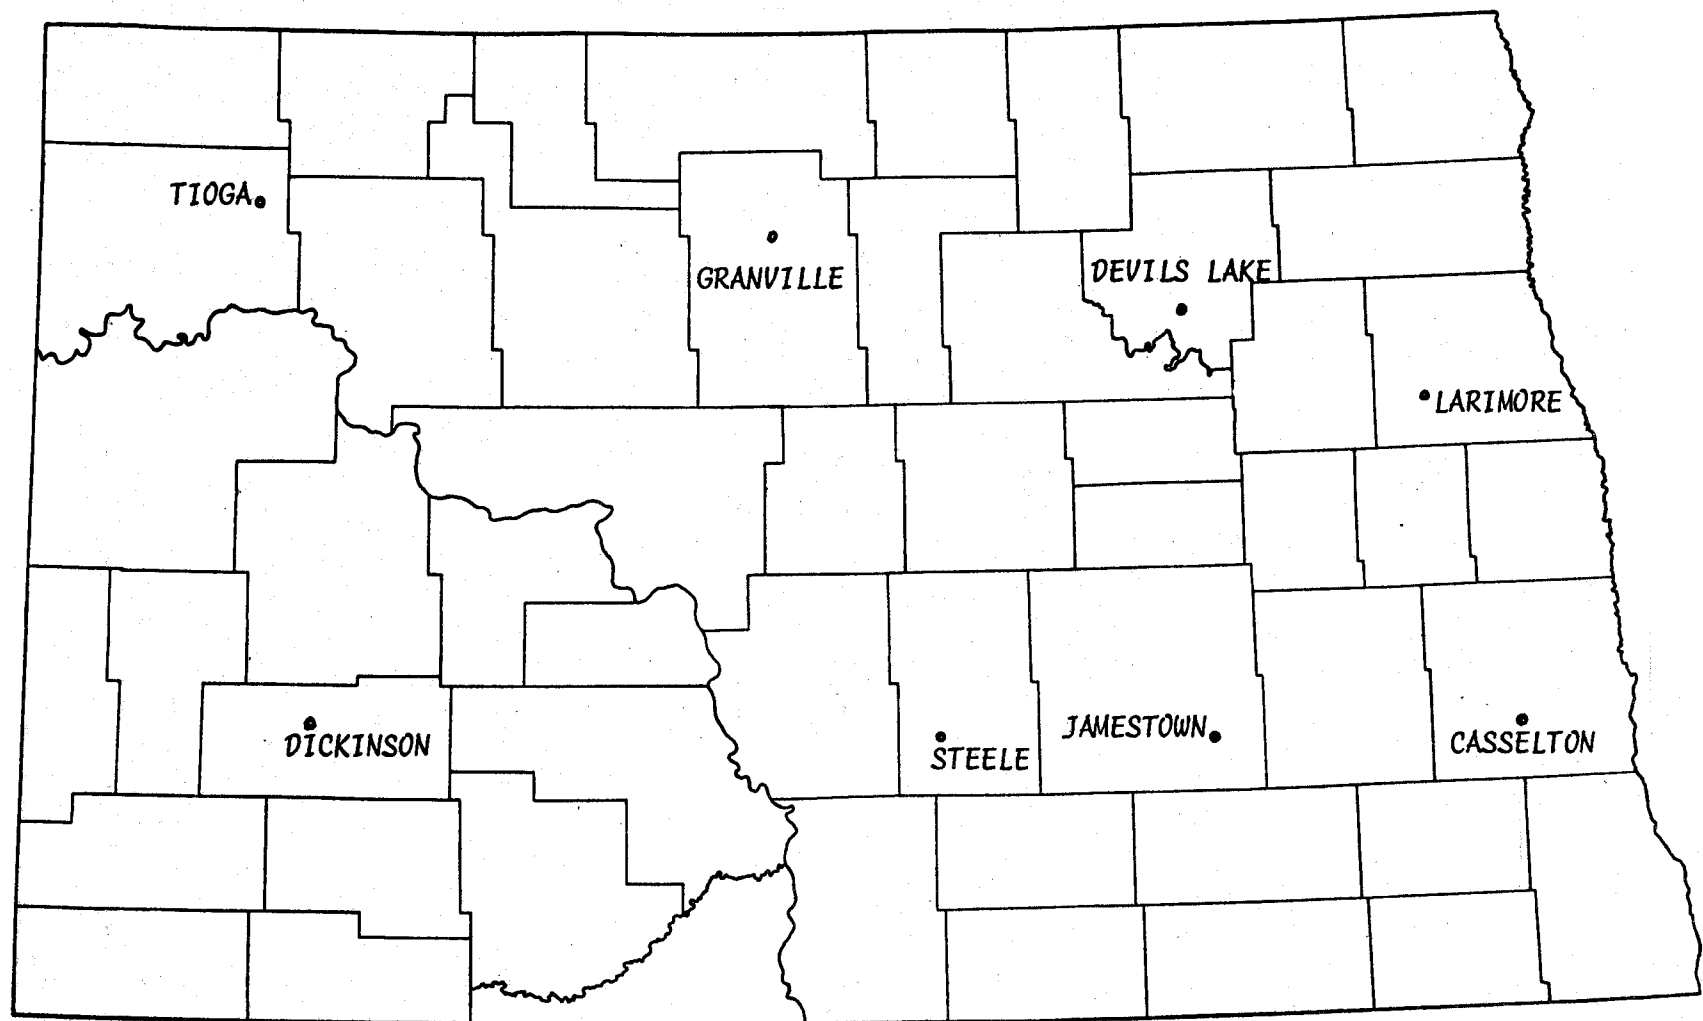 TIOGA
GRANVILLE
DEVILS LAKE
LARIMORE
DICKINSON
STEELE
JAMESTOWN
CASSELTON